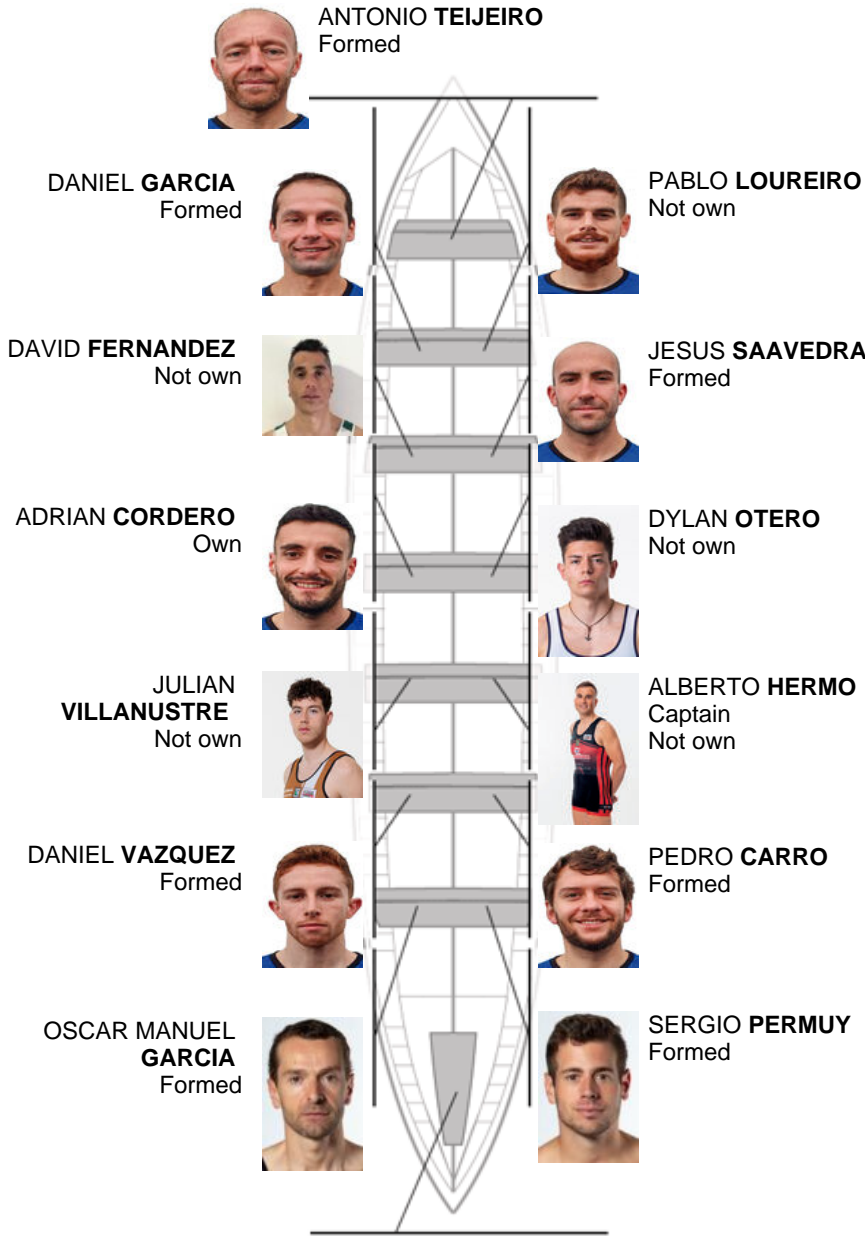 ANTONIO TEIJEIRO
Formed
DANIEL GARCIA
Formed
PABLO LOUREIRO
Not own
DAVID FERNANDEZ
Not own
JESUS SAAVEDRA
Formed
ADRIAN CORDERO
Own
DYLAN OTERO
Not own
JULIAN
VILLANUSTRE
Not own
ALBERTO HERMO
Captain
Not own
DANIEL VAZQUEZ
Formed
PEDRO CARRO
Formed
OSCAR MANUEL
GARCIA
Formed
SERGIO PERMUY
Formed